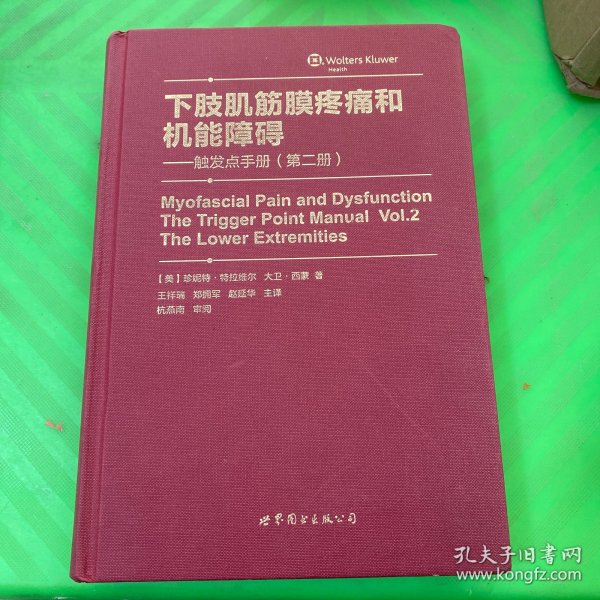 Wolters Kluwer
Health
下肢肌筋膜疼痛和
机能障碍
——触发点手册(第二册)
Myofascial Pain and Dysfunction
The Trigger Point Manual Vol.2
The Lower Extremities
【美】珍妮特·特拉维尔 大卫·西蒙 著
王祥瑞 郑拥军 赵延华 主译
杭燕南 审阅
世界图书出版公司
孔夫子旧书网
www.kongfz.com